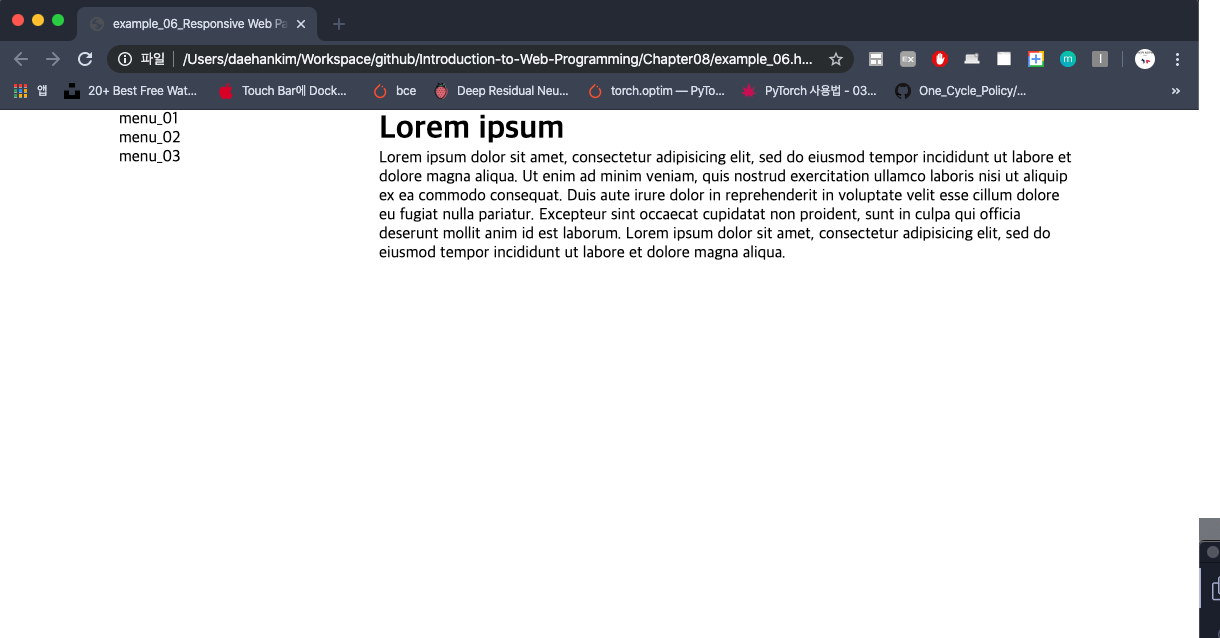 example_06_Responsive Web Pa
파일 /Users/daehankim/Workspace/github/Introduction-to-Web-Programming/Chapter08/example_06.h...
앱 20+ Best Free Wat... Touch Bar에 Dock... bce Deep Residual Neu... torch.optim — PyTo... PyTorch 사용법 - 03... One_Cycle_Policy/... »
menu_01
menu_02
menu_03
Lorem ipsum
Lorem ipsum dolor sit amet, consectetur adipisicing elit, sed do eiusmod tempor incididunt ut labore et
dolore magna aliqua. Ut enim ad minim veniam, quis nostrud exercitation ullamco laboris nisi ut aliquip
ex ea commodo consequat. Duis aute irure dolor in reprehenderit in voluptate velit esse cillum dolore
eu fugiat nulla pariatur. Excepteur sint occaecat cupidatat non proident, sunt in culpa qui officia
deserunt mollit anim id est laborum. Lorem ipsum dolor sit amet, consectetur adipisicing elit, sed do
eiusmod tempor incididunt ut labore et dolore magna aliqua.